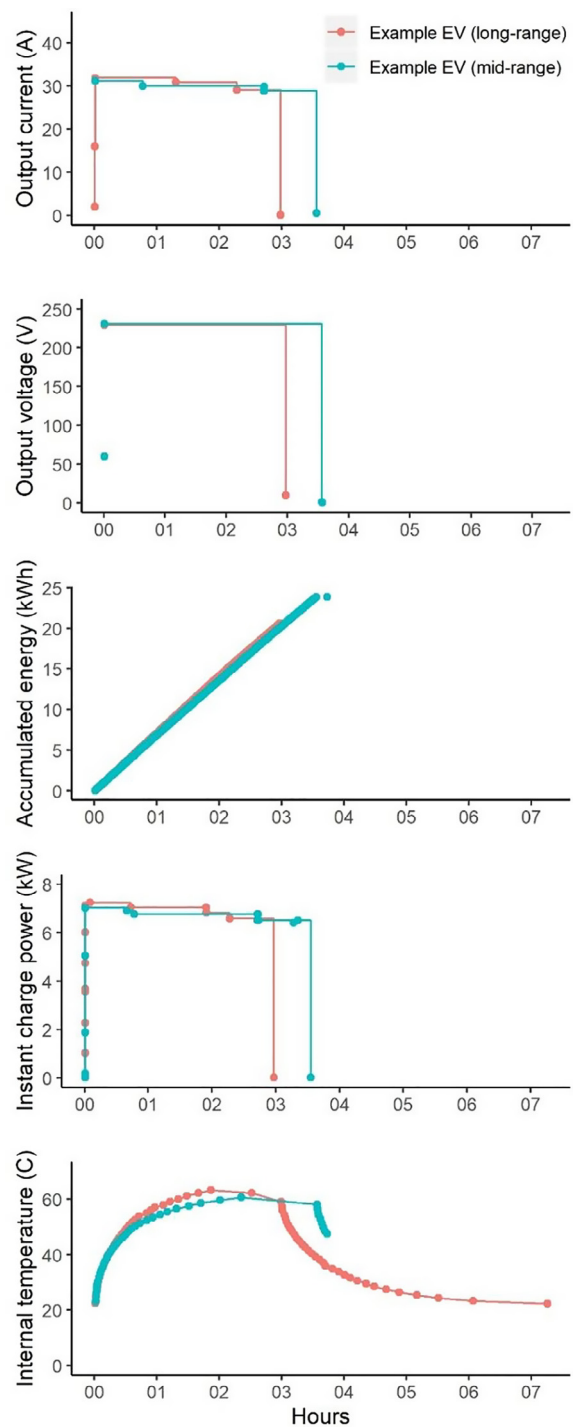 Output current (A)
40
30
20
10
0
00 01 02 03 04 05 06 07
Example EV (long-range)
Example EV (mid-range)
Output voltage (V)
250
200
150
100
50
0
00 01 02 03 04 05 06 07
Accumulated energy (kWh)
25
20
15
10
5
0
00 01 02 03 04 05 06 07
Instant charge power (kW)
8
6
4
2
0
00 01 02 03 04 05 06 07
Internal temperature (C)
60
40
20
0
00 01 02 03 04 05 06 07
Hours